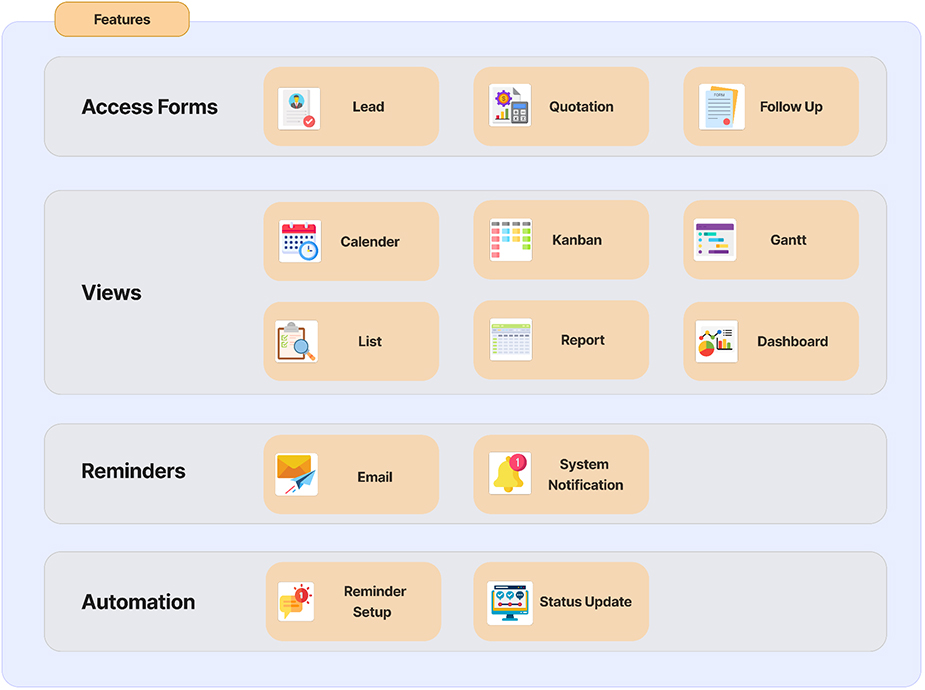 Features
Access Forms
Lead
Quotation
FORM
Follow Up
Views
Calender
Kanban
Gantt
List
Report
Dashboard
Reminders
Email
1
System
Notification
Automation
1
Reminder
Setup
Status Update